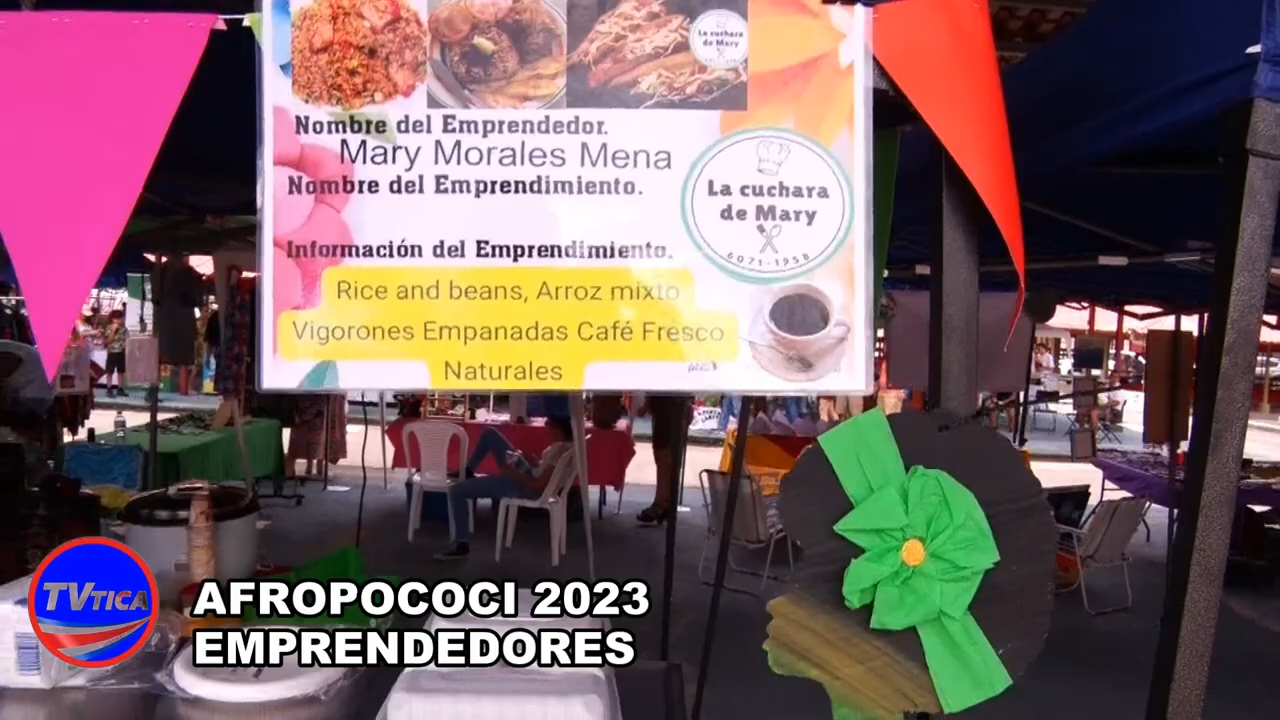 La cuchara
de Mary
Nombre del Emprendedor.
Mary Morales Mena
Nombre del Emprendimiento.
La cuchara
de Mary
6071-1958
Información del Emprendimiento.
Rice and beans, Arroz mixto
Vigorones Empanadas Café Fresco
Naturales
TVTICA
AFROPOCOCI 2023
EMPRENDEDORES